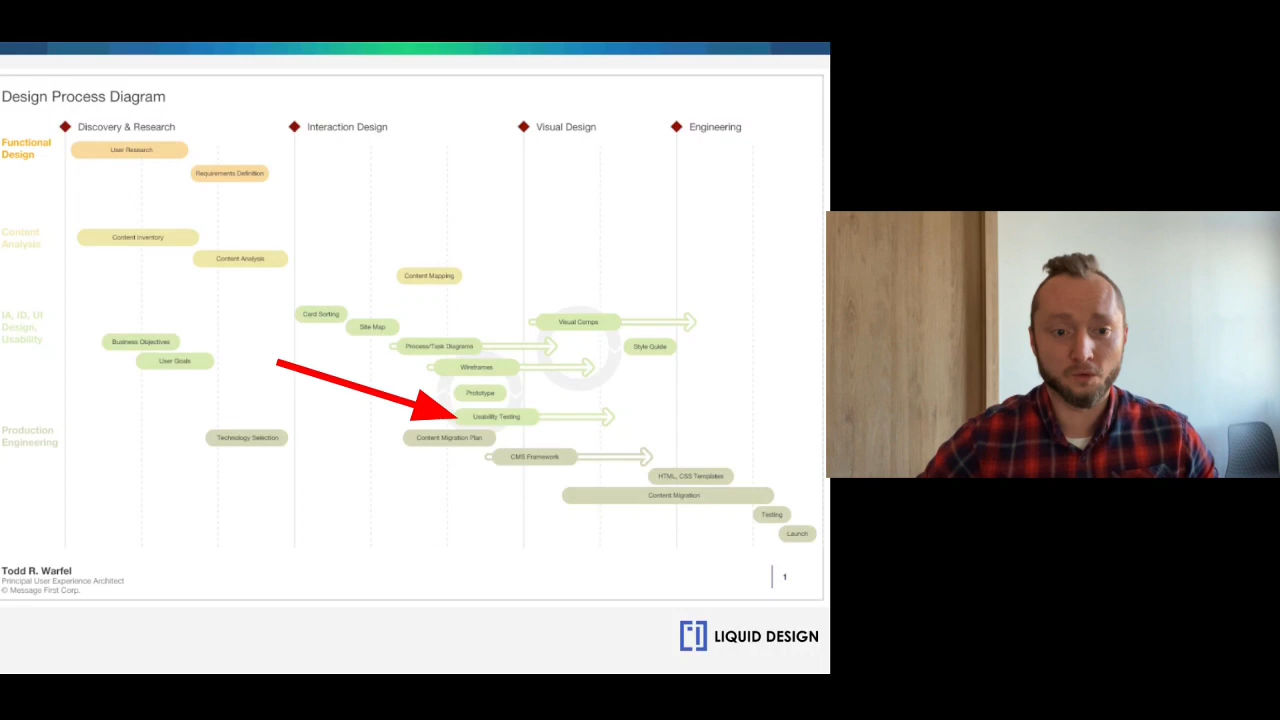 Design Process Diagram
Discovery & Research
Interaction Design
Visual Design
Engineering
Functional
Design
User Research
Requirements Definition
Content
Analysis
Content Inventory
Content Analysis
Content Mapping
IA, ID, UI
Design,
Usability
Card Sorting
Site Map
Visual Comps
Business Objectives
Process/Task Diagrams
Style Guide
User Goals
Wireframes
Prototype
Usability Testing
Production
Engineering
Technology Selection
Content Migration Plan
CMS Framework
HTML, CSS Templates
Content Migration
Testing
Launch
Todd R. Warfel
Principal User Experience Architect
© Message First Corp.
1
LIQUID DESIGN